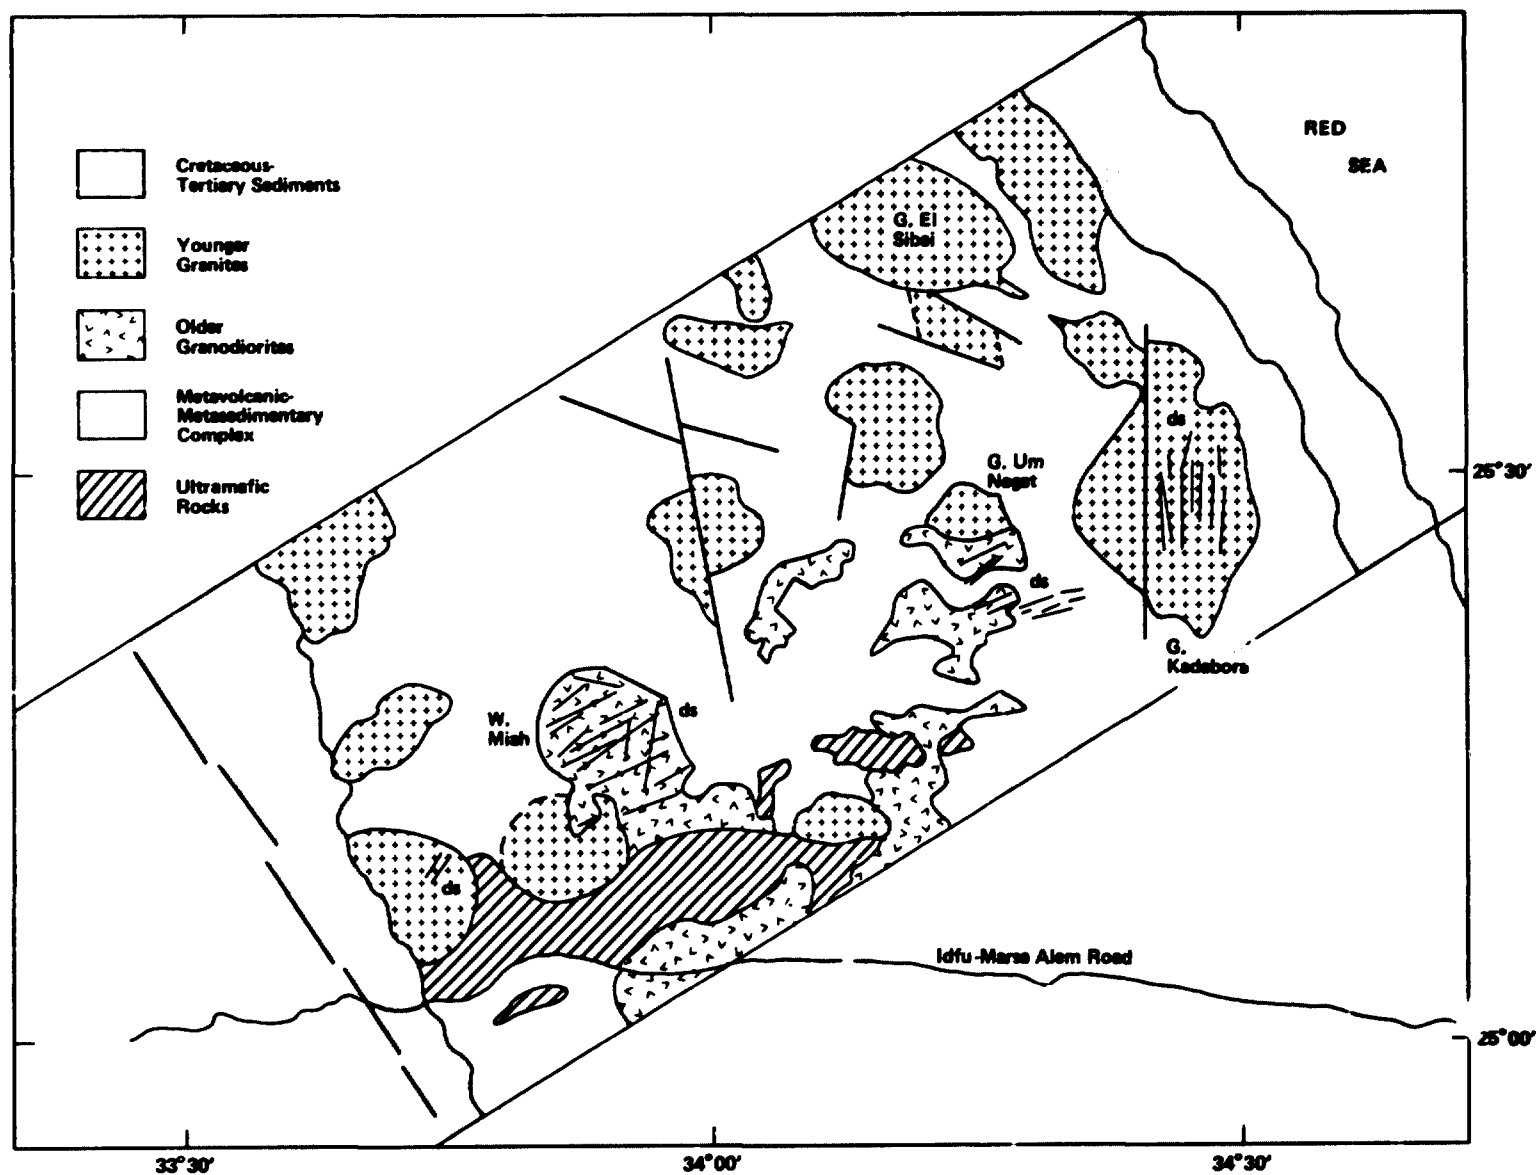 RED
SEA
Cretaceous-
Tertiary Sediments
Younger
Granites
Older
Granodiorites
Metavolcanic-
Metasedimentary
Complex
Ultramafic
Rocks
G. El
Sibai
ds
G. Um
Nagat
25°30'
ds
G.
Kadabora
W.
Miah
ds
ds
Idfu-Marsa Alam Road
25°00'
33°30'
34°00'
34°30'